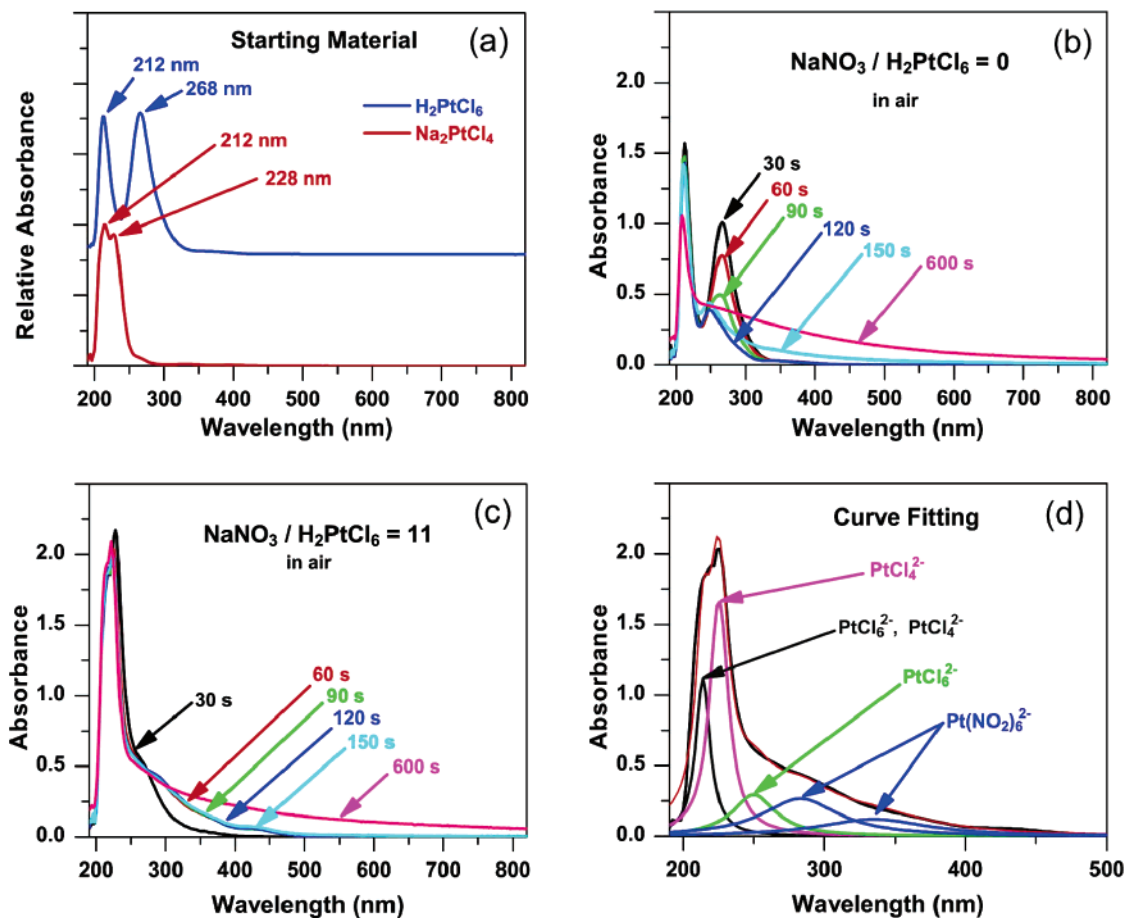 (a)
Starting Material
212 nm
268 nm
H₂PtCl₆
Na₂PtCl₄
212 nm
228 nm
Relative Absorbance
200 300 400 500 600 700 800
Wavelength (nm)
(b)
NaNO₃ / H₂PtCl₆ = 0
in air
30 s
60 s
90 s
120 s
150 s
600 s
2.0
1.5
1.0
0.5
0.0
Absorbance
200 300 400 500 600 700 800
Wavelength (nm)
(c)
NaNO₃ / H₂PtCl₆ = 11
in air
30 s
60 s
90 s
120 s
150 s
600 s
2.0
1.5
1.0
0.5
0.0
Absorbance
200 300 400 500 600 700 800
Wavelength (nm)
(d)
Curve Fitting
PtCl₄²⁻
PtCl₆²⁻, PtCl₄²⁻
PtCl₆²⁻
Pt(NO₂)₆²⁻
2.0
1.5
1.0
0.5
0.0
Absorbance
200 300 400 500
Wavelength (nm)